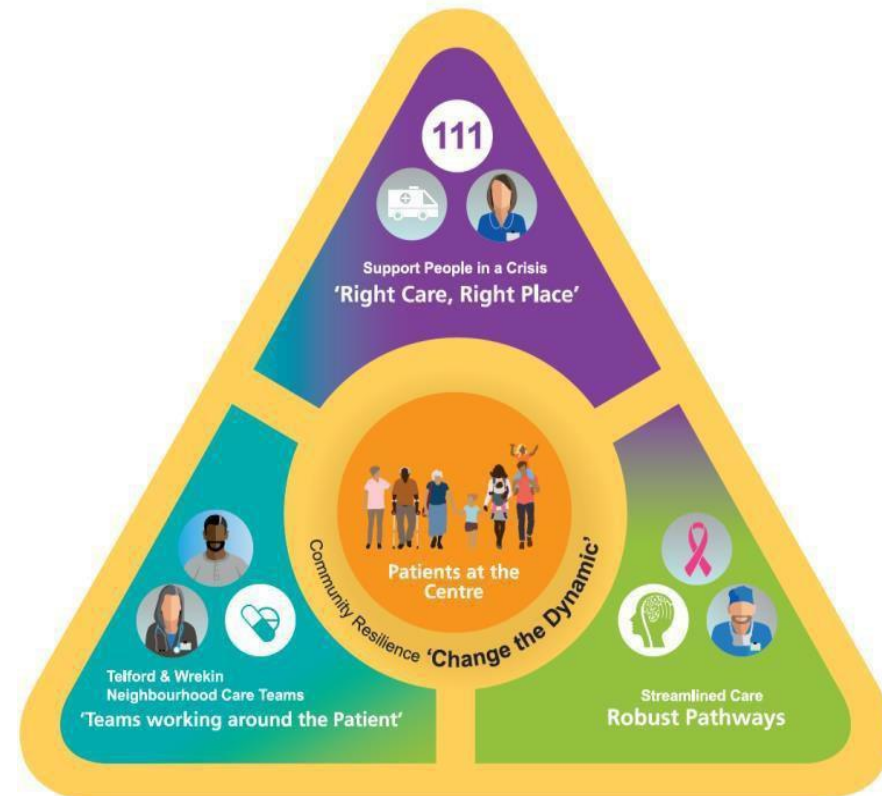 111
Support People in a Crisis
‘Right Care, Right Place’
Patients at the
Centre
Community Resilience ‘Change the Dynamic’
Telford & Wrekin
Neighbourhood Care Teams
‘Teams working around the Patient’
Streamlined Care
Robust Pathways